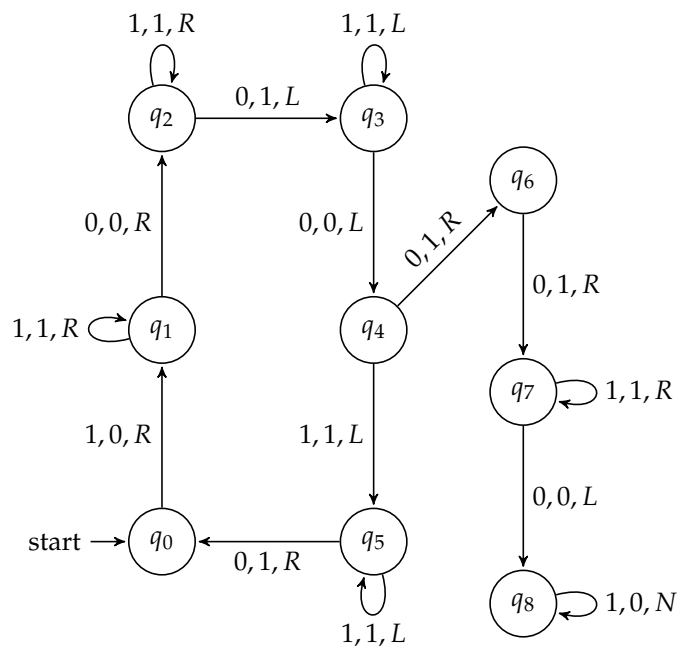 1, 1, R
1, 1, L
q2
0, 1, L
q3
q6
0, 0, R
0, 0, L
0, 1, R
0, 1, R
1, 1, R
q1
q4
q7
1, 1, R
1, 0, R
1, 1, L
0, 0, L
start
q0
0, 1, R
q5
q8
1, 0, N
1, 1, L